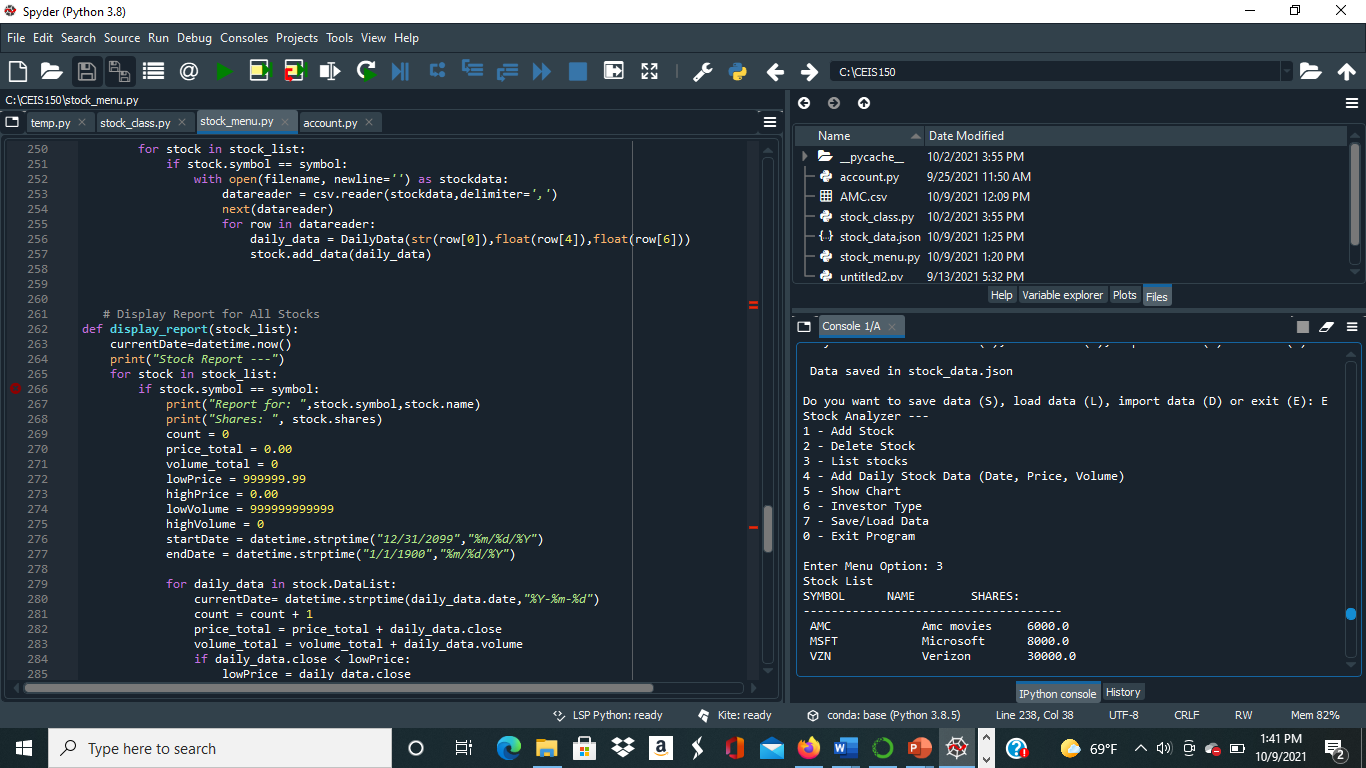 Spyder (Python 3.8)
File Edit Search Source Run Debug Consoles Projects Tools View Help
C:\CEIS150
C:\CEIS150\stock_menu.py
temp.py
stock_class.py
stock_menu.py
account.py
250 for stock in stock_list:
251 if stock.symbol == symbol:
252 with open(filename, newline='') as stockdata:
253 datareader = csv.reader(stockdata,delimiter=',')
254 next(datareader)
255 for row in datareader:
256 daily_data = DailyData(str(row[0]),float(row[4]),float(row[6]))
257 stock.add_data(daily_data)
258
259
260
261 # Display Report for All Stocks
262 def display_report(stock_list):
263 currentDate=datetime.now()
264 print("Stock Report ---")
265 for stock in stock_list:
266 if stock.symbol == symbol:
267 print("Report for: ",stock.symbol,stock.name)
268 print("Shares: ", stock.shares)
269 count = 0
270 price_total = 0.00
271 volume_total = 0
272 lowPrice = 999999.99
273 highPrice = 0.00
274 lowVolume = 999999999999
275 highVolume = 0
276 startDate = datetime.strptime("12/31/2099","%m/%d/%Y")
277 endDate = datetime.strptime("1/1/1900","%m/%d/%Y")
278
279 for daily_data in stock.DataList:
280 currentDate= datetime.strptime(daily_data.date,"%Y-%m-%d")
281 count = count + 1
282 price_total = price_total + daily_data.close
283 volume_total = volume_total + daily_data.volume
284 if daily_data.close < lowPrice:
285 lowPrice = daily_data.close
Name Date Modified
__pycache__ 10/2/2021 3:55 PM
account.py 9/25/2021 11:50 AM
AMC.csv 10/9/2021 12:09 PM
stock_class.py 10/2/2021 3:55 PM
stock_data.json 10/9/2021 1:25 PM
stock_menu.py 10/9/2021 1:20 PM
untitled2.py 9/13/2021 5:32 PM
Help Variable explorer Plots Files
Console 1/A
Data saved in stock_data.json
Do you want to save data (S), load data (L), import data (D) or exit (E): E
Stock Analyzer ---
1 - Add Stock
2 - Delete Stock
3 - List stocks
4 - Add Daily Stock Data (Date, Price, Volume)
5 - Show Chart
6 - Investor Type
7 - Save/Load Data
0 - Exit Program
Enter Menu Option: 3
Stock List
SYMBOL NAME SHARES:
-------------------------------------
AMC Amc movies 6000.0
MSFT Microsoft 8000.0
VZN Verizon 30000.0
IPython console History
LSP Python: ready Kite: ready conda: base (Python 3.8.5) Line 238, Col 38 UTF-8 CRLF RW Mem 82%
Type here to search
69°F
1:41 PM
10/9/2021
2